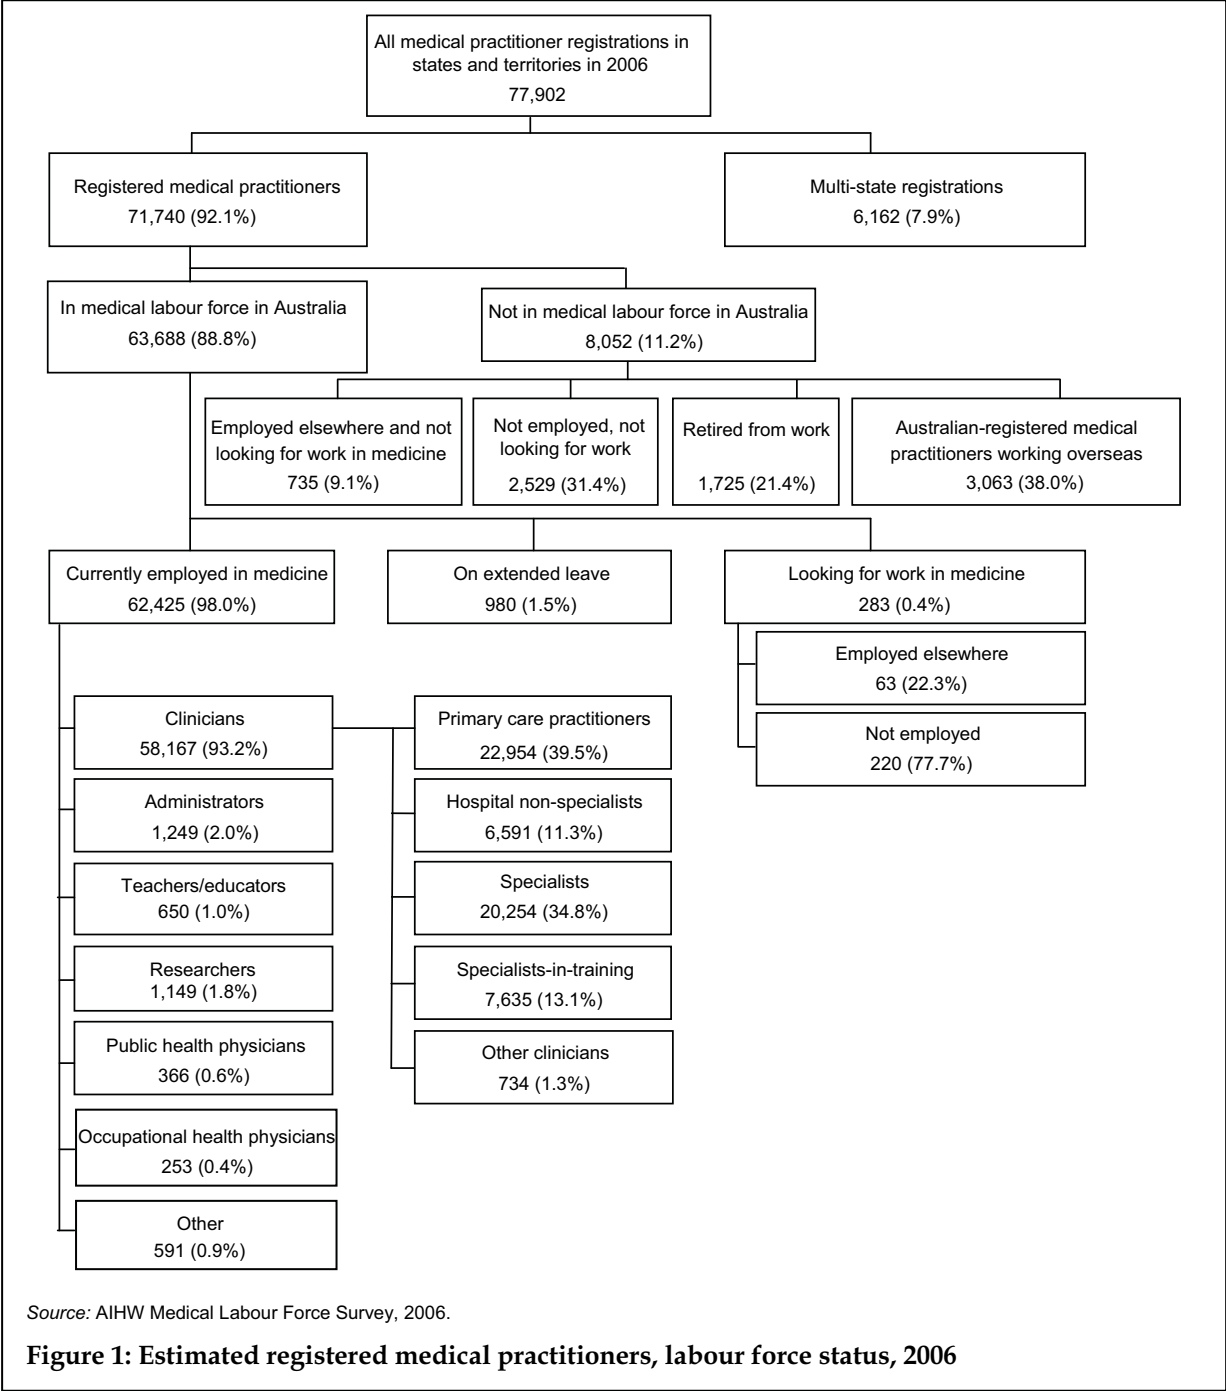 All medical practitioner registrations in
states and territories in 2006
77,902
Registered medical practitioners
71,740 (92.1%)
Multi-state registrations
6,162 (7.9%)
In medical labour force in Australia
63,688 (88.8%)
Not in medical labour force in Australia
8,052 (11.2%)
Employed elsewhere and not
looking for work in medicine
735 (9.1%)
Not employed, not
looking for work
2,529 (31.4%)
Retired from work
1,725 (21.4%)
Australian-registered medical
practitioners working overseas
3,063 (38.0%)
Currently employed in medicine
62,425 (98.0%)
On extended leave
980 (1.5%)
Looking for work in medicine
283 (0.4%)
Employed elsewhere
63 (22.3%)
Not employed
220 (77.7%)
Clinicians
58,167 (93.2%)
Administrators
1,249 (2.0%)
Teachers/educators
650 (1.0%)
Researchers
1,149 (1.8%)
Public health physicians
366 (0.6%)
Occupational health physicians
253 (0.4%)
Other
591 (0.9%)
Primary care practitioners
22,954 (39.5%)
Hospital non-specialists
6,591 (11.3%)
Specialists
20,254 (34.8%)
Specialists-in-training
7,635 (13.1%)
Other clinicians
734 (1.3%)
Source: AIHW Medical Labour Force Survey, 2006.
Figure 1: Estimated registered medical practitioners, labour force status, 2006